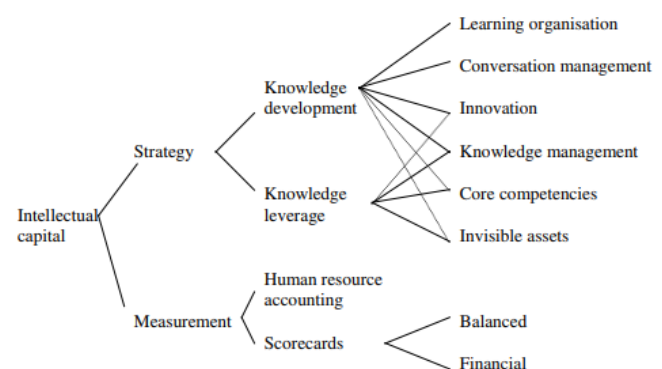 Learning organisation
Conversation management
Knowledge
development
Innovation
Strategy
Knowledge management
Knowledge
leverage
Core competencies
Intellectual
capital
Invisible assets
Human resource
accounting
Measurement
Balanced
Scorecards
Financial